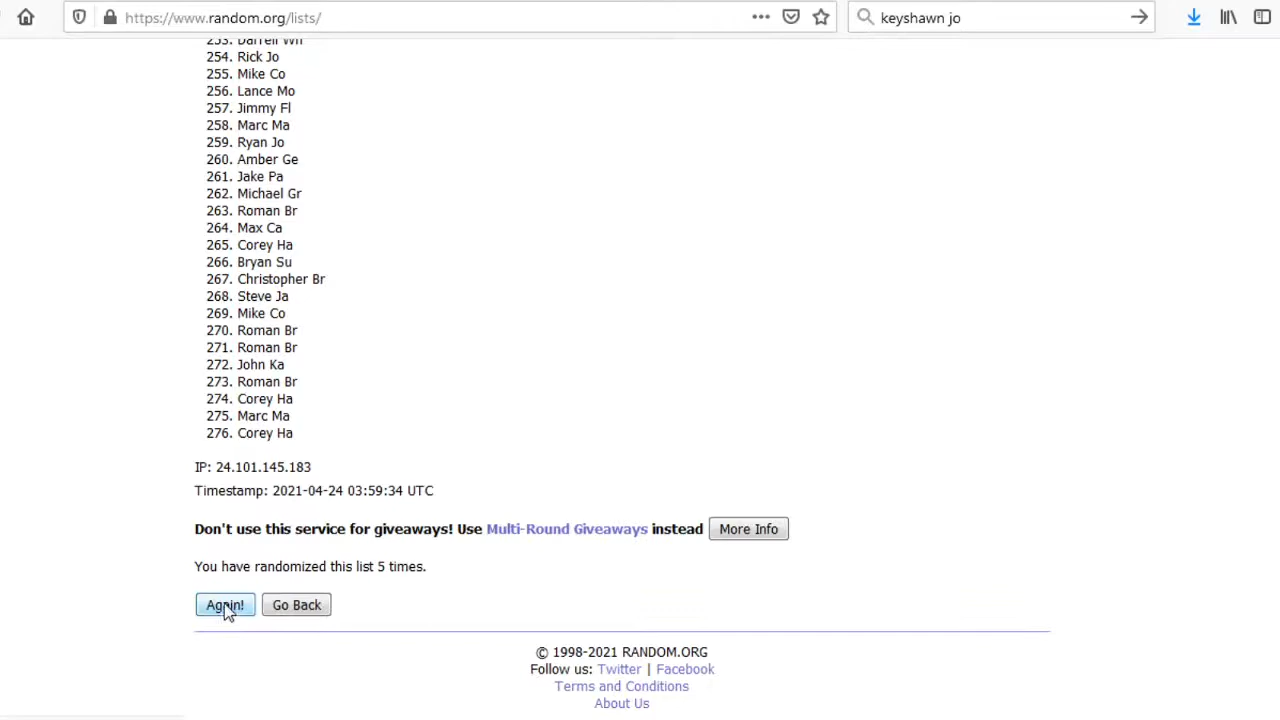 https://www.random.org/lists/
keyshawn jo
254. Rick Jo
255. Mike Co
256. Lance Mo
257. Jimmy Fl
258. Marc Ma
259. Ryan Jo
260. Amber Ge
261. Jake Pa
262. Michael Gr
263. Roman Br
264. Max Ca
265. Corey Ha
266. Bryan Su
267. Christopher Br
268. Steve Ja
269. Mike Co
270. Roman Br
271. Roman Br
272. John Ka
273. Roman Br
274. Corey Ha
275. Marc Ma
276. Corey Ha
IP: 24.101.145.183
Timestamp: 2021-04-24 03:59:34 UTC
Don't use this service for giveaways! Use Multi-Round Giveaways instead More Info
You have randomized this list 5 times.
Again! Go Back
© 1998-2021 RANDOM.ORG
Follow us: Twitter | Facebook
Terms and Conditions
About Us